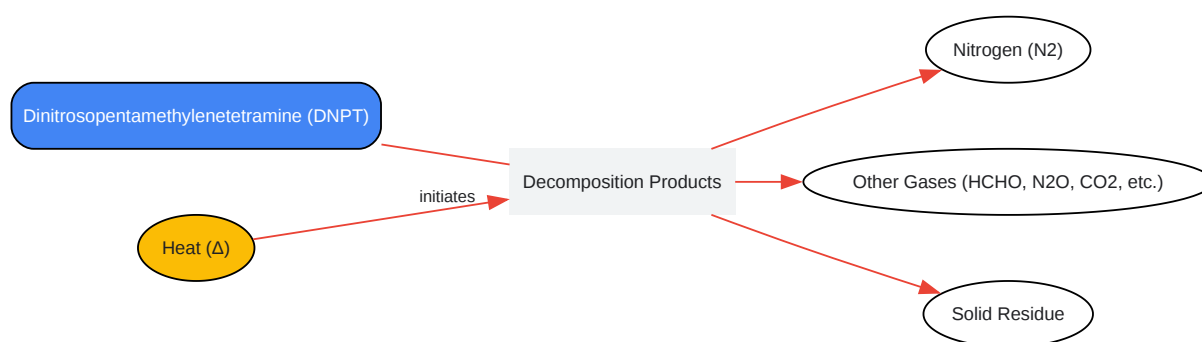 Dinitrosopentamethylenetetramine (DNPT)
Heat (Δ)
initiates
Decomposition Products
Nitrogen (N2)
Other Gases (HCHO, N2O, CO2, etc.)
Solid Residue